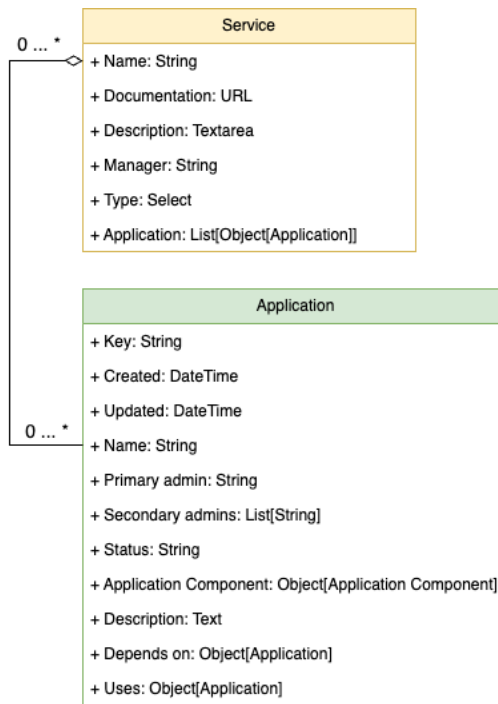 Service
0 ... *
+ Name: String
+ Documentation: URL
+ Description: Textarea
+ Manager: String
+ Type: Select
+ Application: List[Object[Application]]
Application
+ Key: String
+ Created: DateTime
+ Updated: DateTime
0 ... *
+ Name: String
+ Primary admin: String
+ Secondary admins: List[String]
+ Status: String
+ Application Component: Object[Application Component]
+ Description: Text
+ Depends on: Object[Application]
+ Uses: Object[Application]